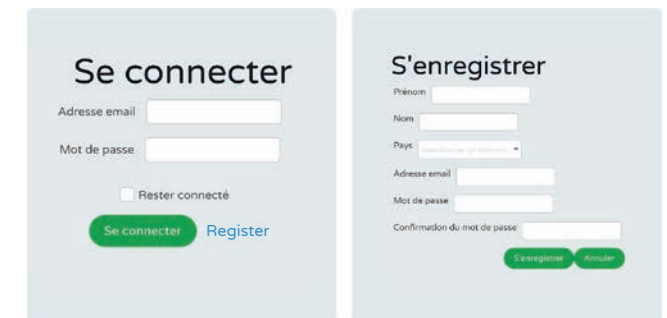 Se connecter
Adresse email
Mot de passe
Rester connecté
Se connecter Register
S'enregistrer
Prénom
Nom
Pays
Adresse email
Mot de passe
Confirmation du mot de passe
S'enregistrer Annuler